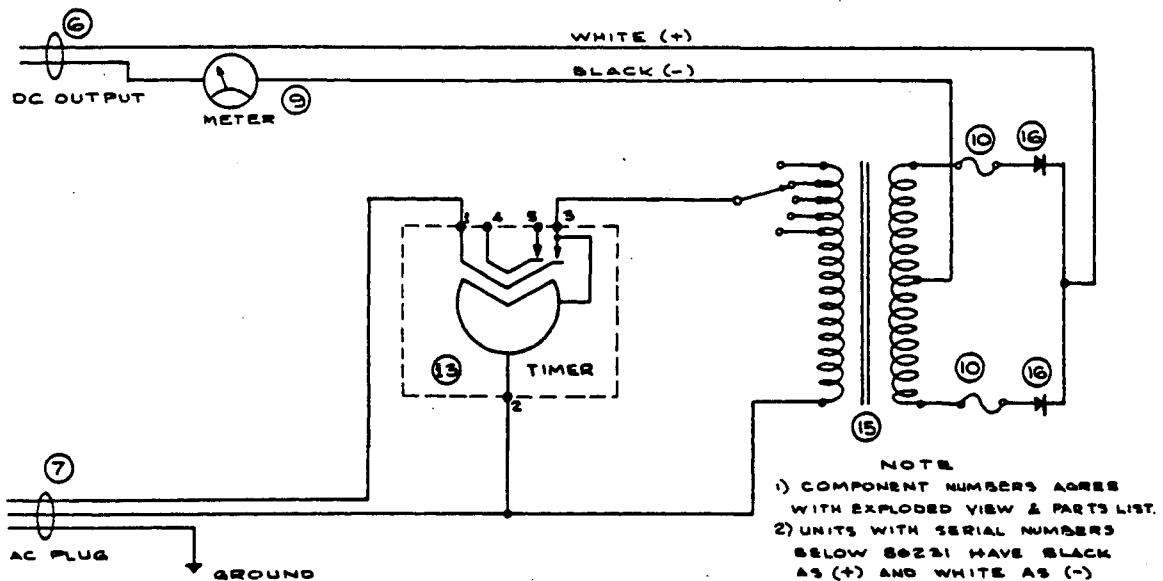 6
WHITE (+)
BLACK (-)
DC OUTPUT
METER
9
10
16
1 4 5 3
13
TIMER
2
10
16
15
7
AC PLUG
GROUND
NOTE
1) COMPONENT NUMBERS AGREE
WITH EXPLODED VIEW & PARTS LIST.
2) UNITS WITH SERIAL NUMBERS
BELOW 86231 HAVE BLACK
AS (+) AND WHITE AS (-)